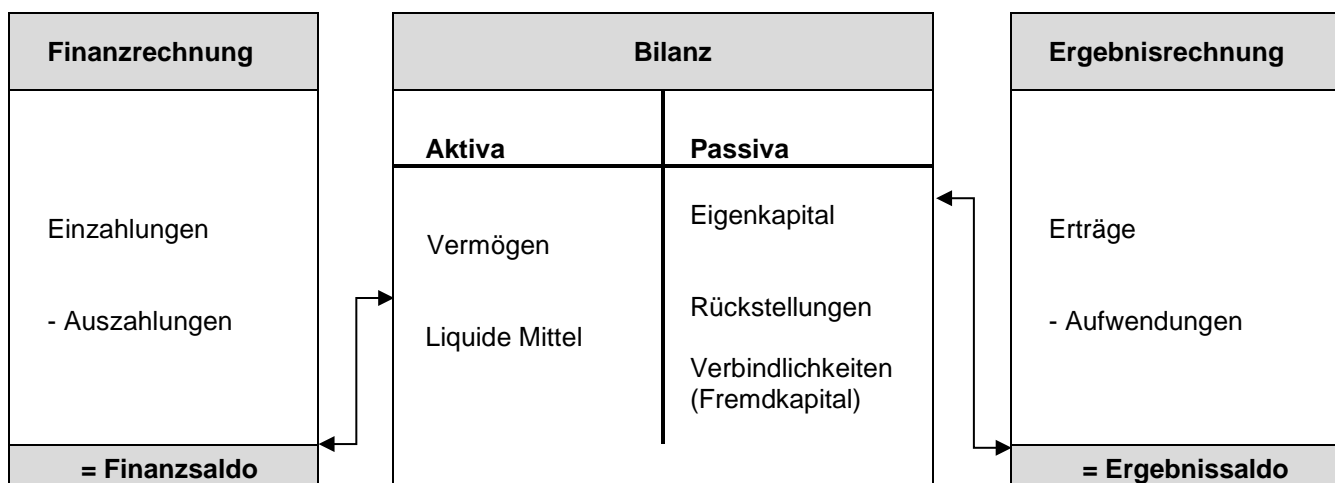 Finanzrechnung
Einzahlungen
- Auszahlungen
= Finanzsaldo
Bilanz
Aktiva
Vermögen
Liquide Mittel
Passiva
Eigenkapital
Rückstellungen
Verbindlichkeiten
(Fremdkapital)
Ergebnisrechnung
Erträge
- Aufwendungen
= Ergebnissaldo